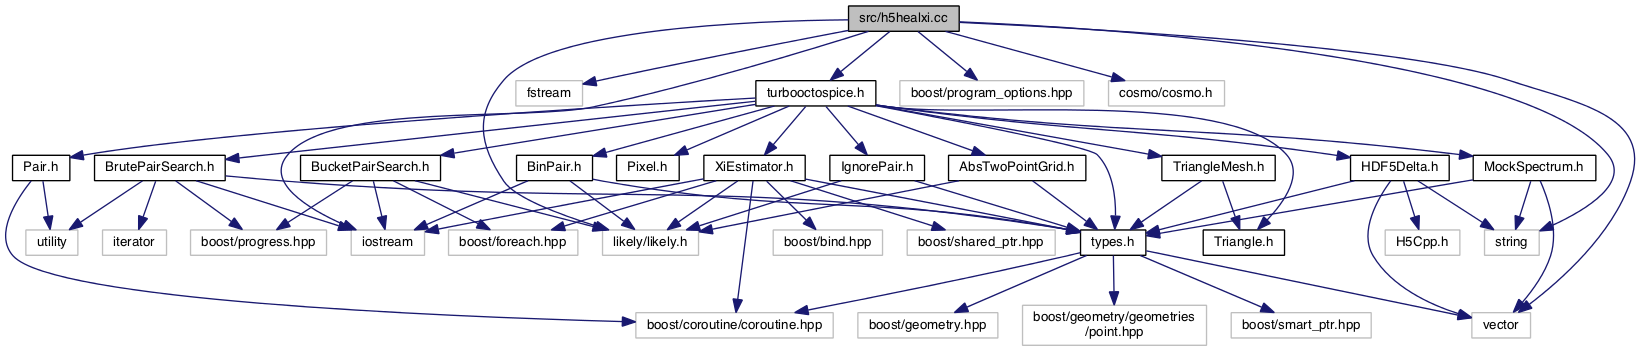 src/h5healxi.cc
fstream
turbooctospice.h
boost/program_options.hpp
cosmo/cosmo.h
Pair.h
BrutePairSearch.h
BucketPairSearch.h
BinPair.h
Pixel.h
XiEstimator.h
IgnorePair.h
AbsTwoPointGrid.h
TriangleMesh.h
HDF5Delta.h
MockSpectrum.h
utility
iterator
boost/progress.hpp
iostream
boost/foreach.hpp
likely/likely.h
boost/bind.hpp
boost/shared_ptr.hpp
types.h
Triangle.h
H5Cpp.h
string
boost/coroutine/coroutine.hpp
boost/geometry.hpp
boost/geometry/geometries
/point.hpp
boost/smart_ptr.hpp
vector